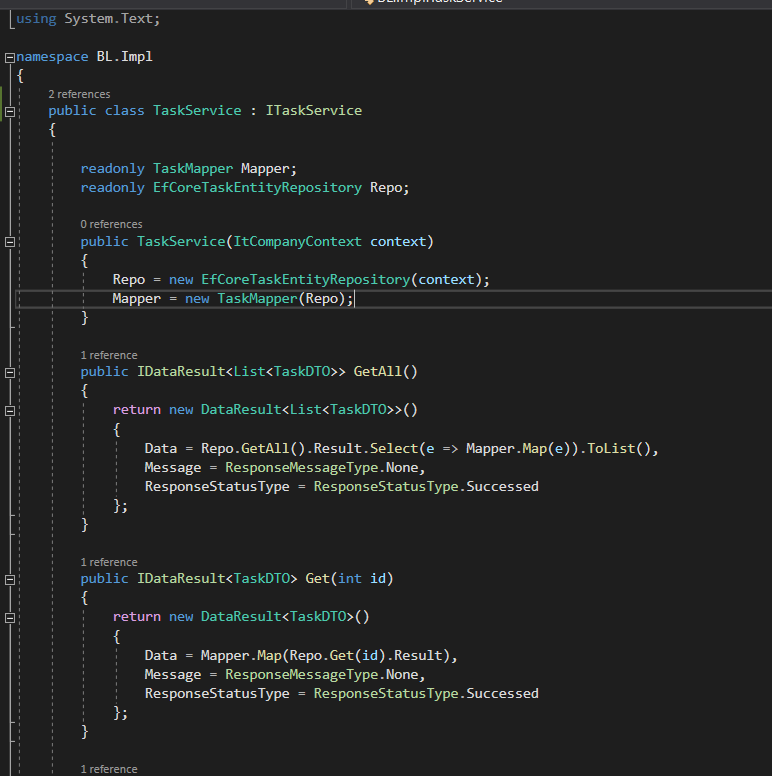 using System.Text;
namespace BL.Impl
{
2 references
public class TaskService : ITaskService
{
readonly TaskMapper Mapper;
readonly EfCoreTaskEntityRepository Repo;
0 references
public TaskService(ItCompanyContext context)
{
Repo = new EfCoreTaskEntityRepository(context);
Mapper = new TaskMapper(Repo);
}
1 reference
public IDataResult<List<TaskDTO>> GetAll()
{
return new DataResult<List<TaskDTO>>()
{
Data = Repo.GetAll().Result.Select(e => Mapper.Map(e)).ToList(),
Message = ResponseMessageType.None,
ResponseStatusType = ResponseStatusType.Successed
};
}
1 reference
public IDataResult<TaskDTO> Get(int id)
{
return new DataResult<TaskDTO>()
{
Data = Mapper.Map(Repo.Get(id).Result),
Message = ResponseMessageType.None,
ResponseStatusType = ResponseStatusType.Successed
};
}
1 reference